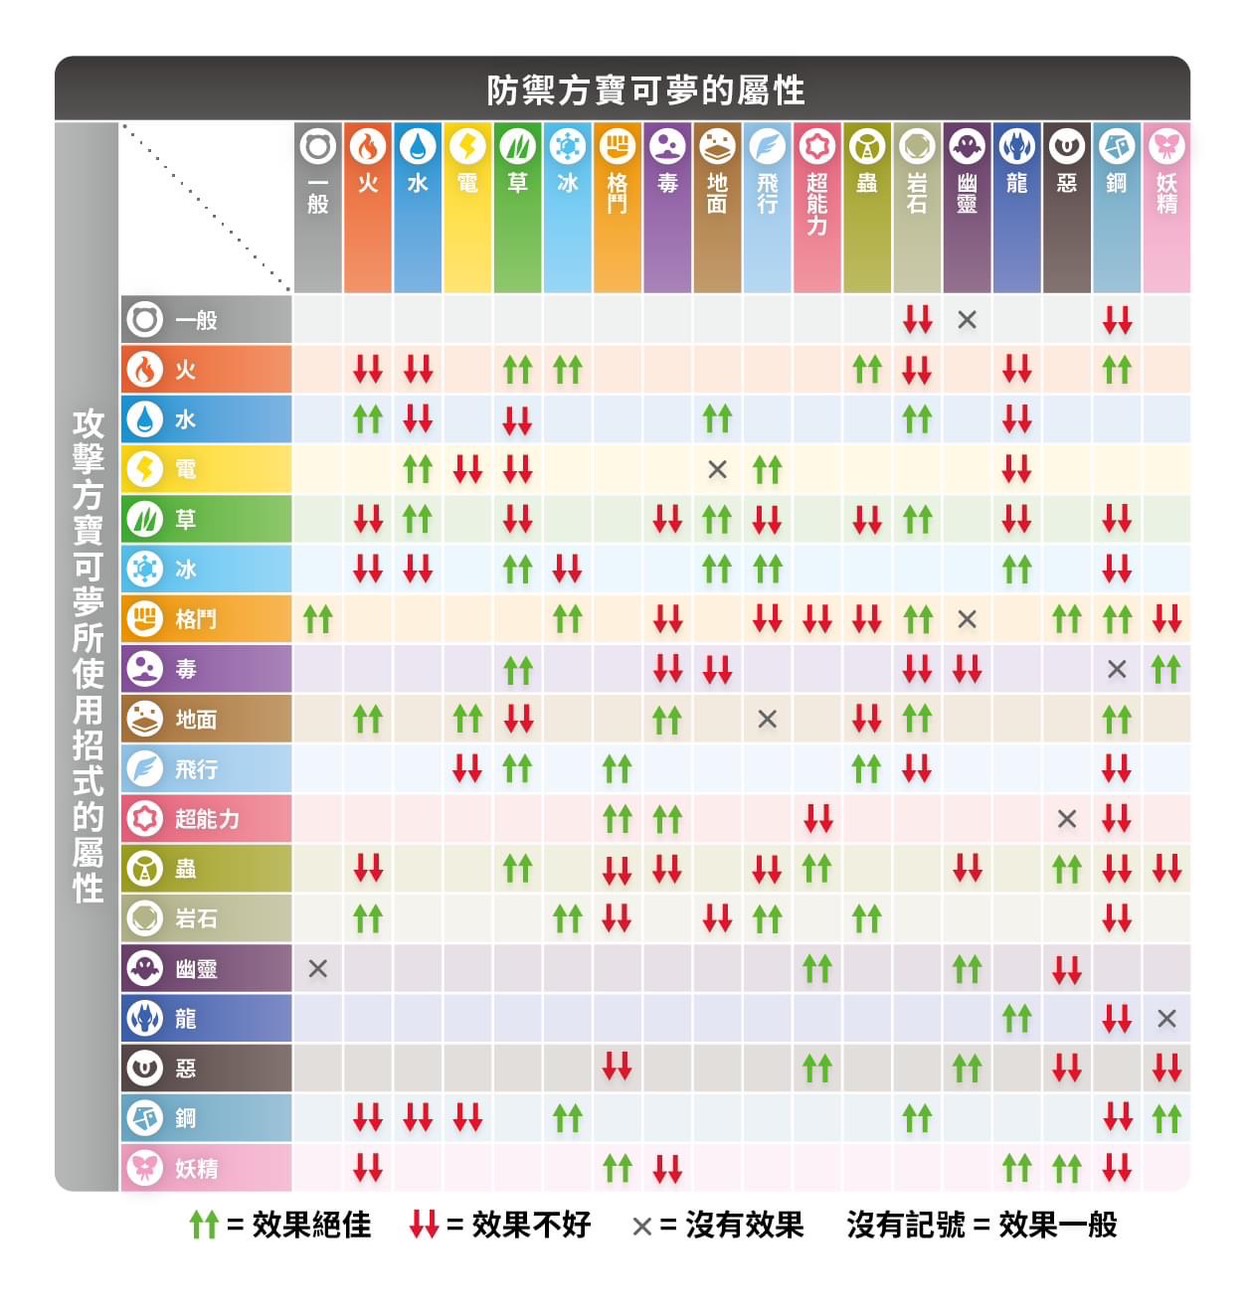 防禦方寶可夢的屬性
一般
火
水
電
草
冰
格鬥
毒
地面
飛行
超能力
蟲
岩石
幽靈
龍
惡
鋼
妖精
攻擊方寶可夢所使用招式的屬性
一般
火
水
電
草
冰
格鬥
毒
地面
飛行
超能力
蟲
岩石
幽靈
龍
惡
鋼
妖精
= 效果絕佳 = 效果不好 × = 沒有效果 沒有記號 = 效果一般